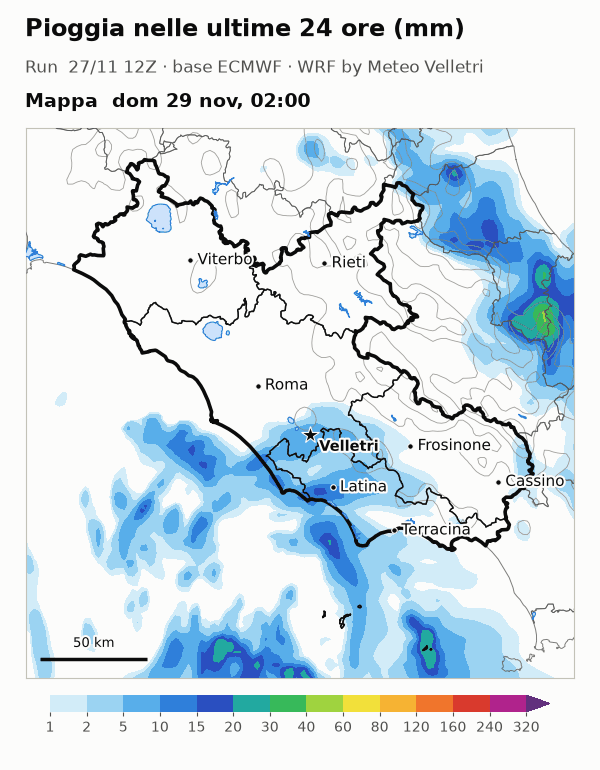 Pioggia nelle ultime 24 ore (mm)
Run  27/11 12Z · base ECMWF · WRF by Meteo Velletri
Mappa  dom 29 nov, 02:00
Viterbo
Rieti
Roma
Velletri
Frosinone
Latina
Cassino
Terracina
50 km
1 2 5 10 15 20 30 40 60 80 120 160 240 320